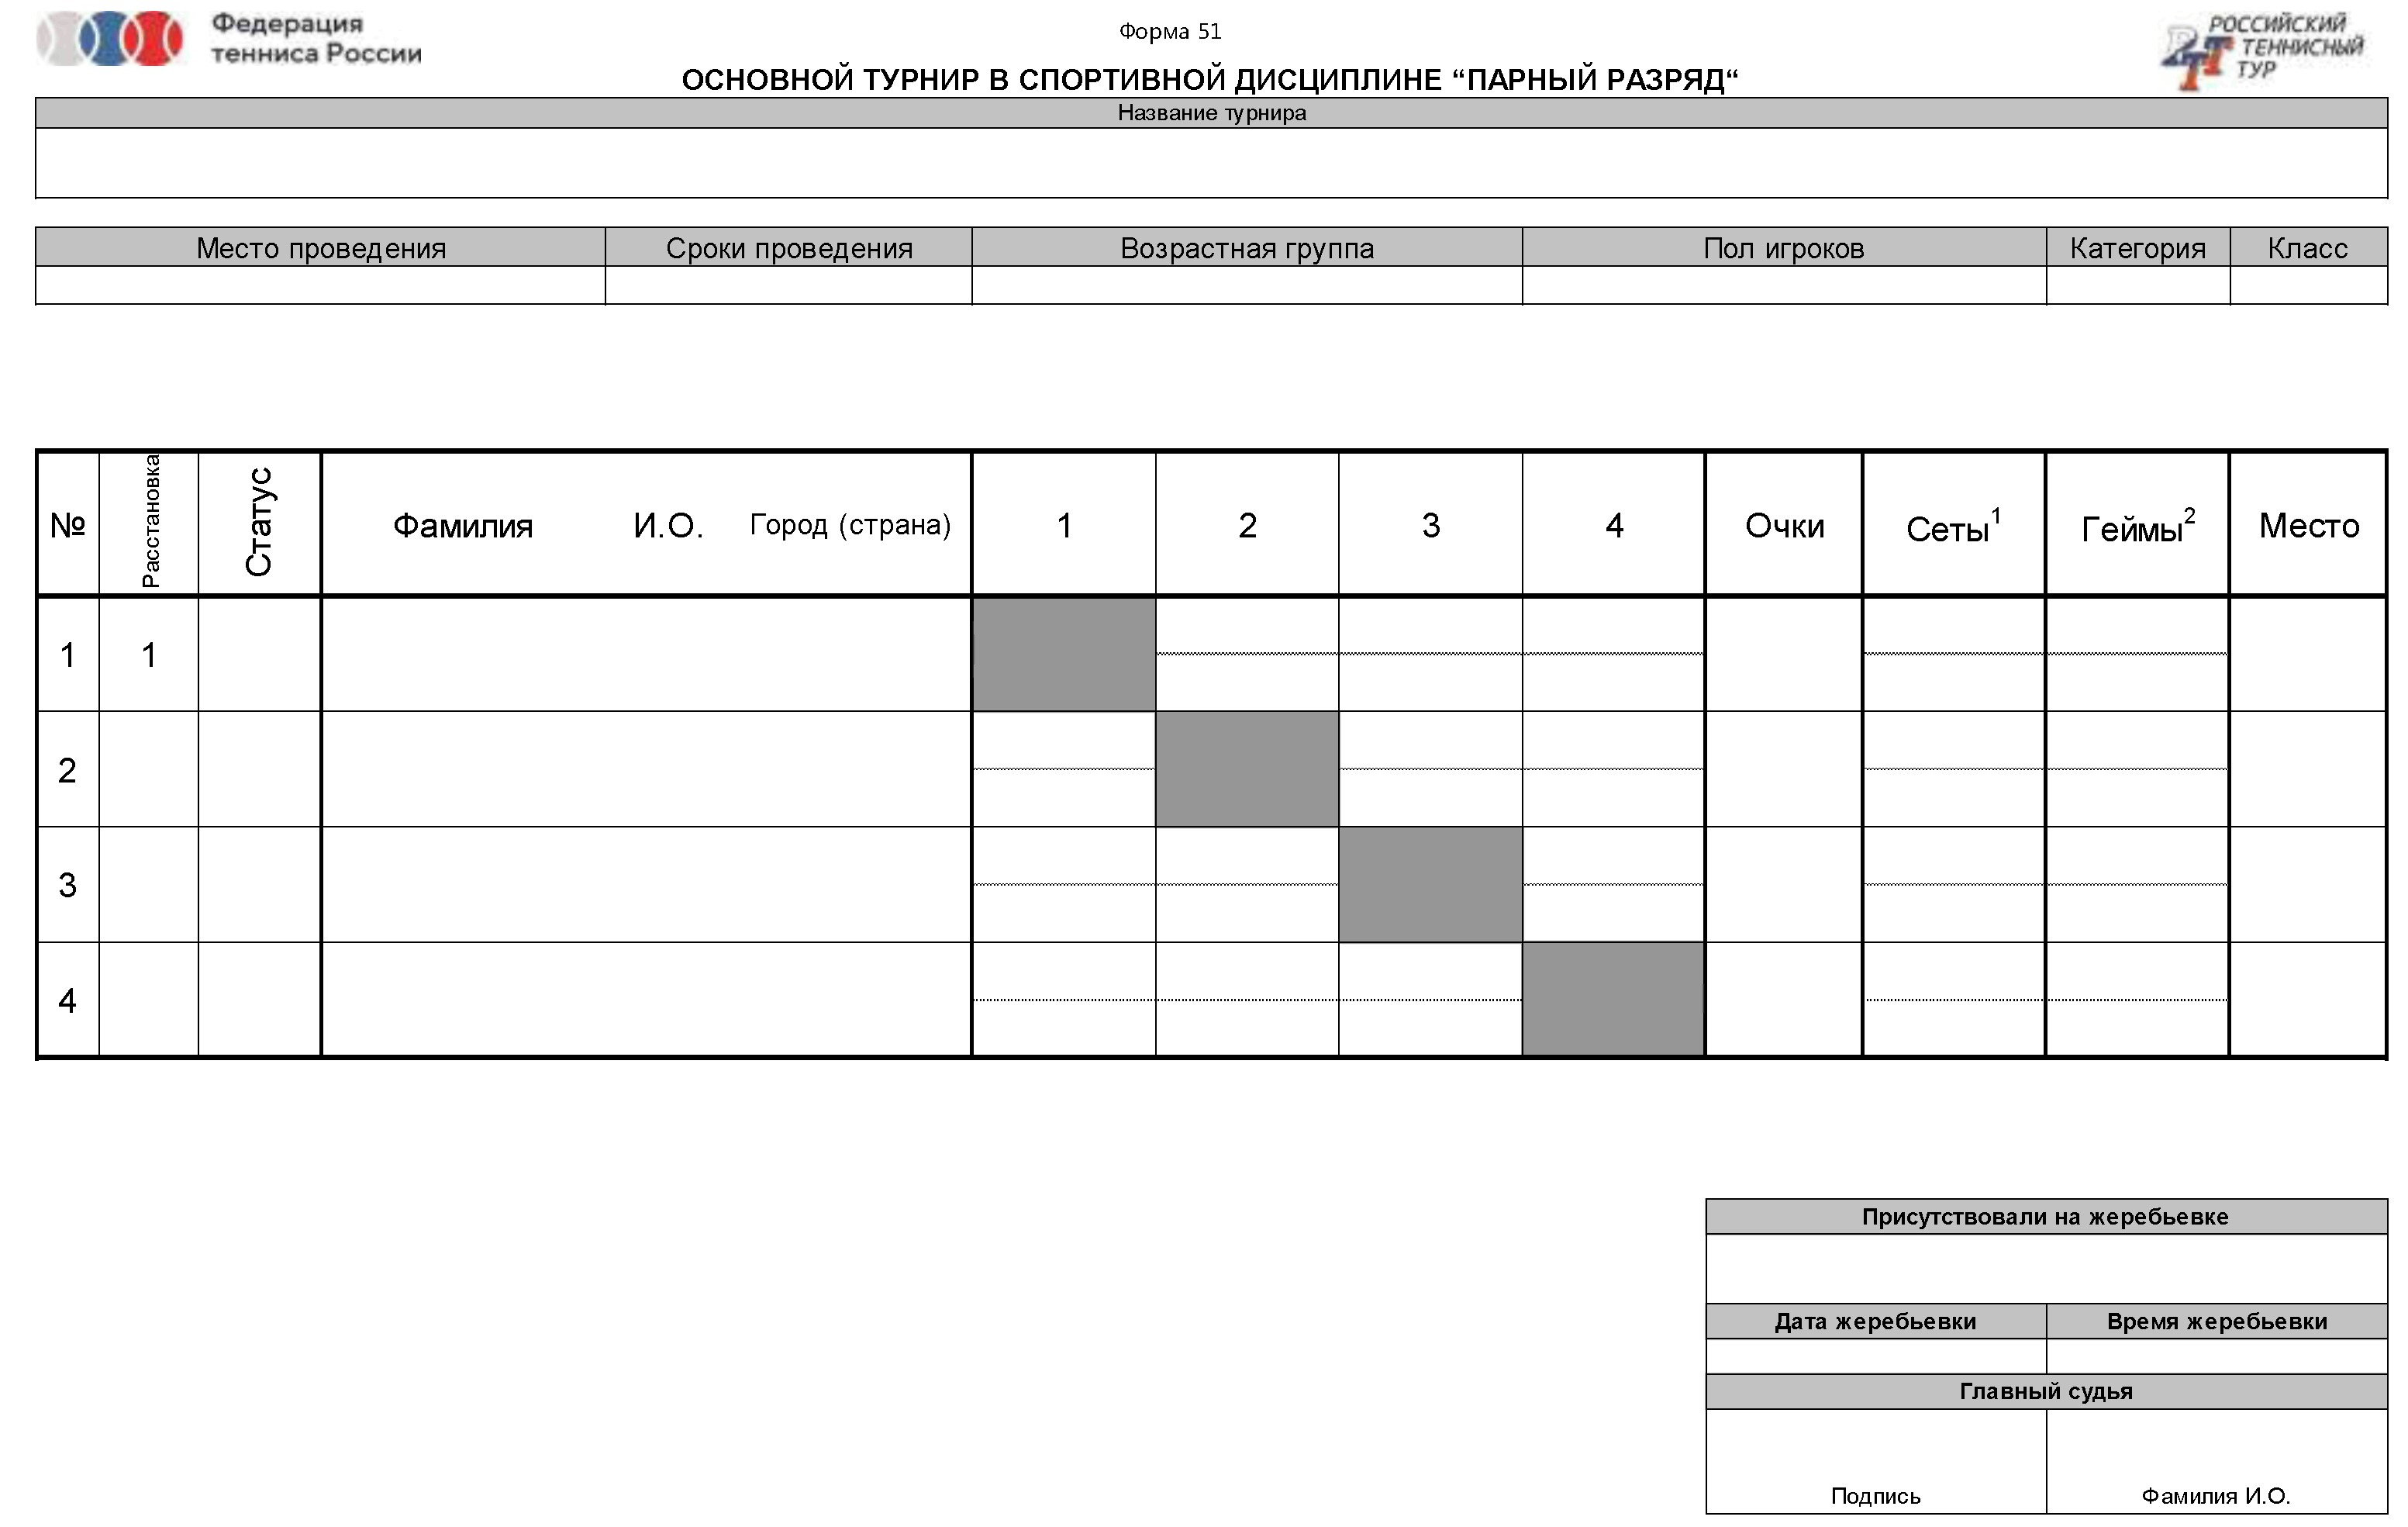 Федерация
тенниса России
Форма 51
РОССИЙСКИЙ
ТЕННИСНЫЙ
ТУР
РТТ
ОСНОВНОЙ ТУРНИР В СПОРТИВНОЙ ДИСЦИПЛИНЕ “ПАРНЫЙ РАЗРЯД“
Название турнира
Место проведения Сроки проведения Возрастная группа Пол игроков Категория Класс
№ Расстановка Статус Фамилия И.О. Город (страна) 1 2 3 4 Очки Сеты¹ Геймы² Место
1 1
2
3
4
Присутствовали на жеребьевке
Дата жеребьевки Время жеребьевки
Главный судья
Подпись Фамилия И.О.